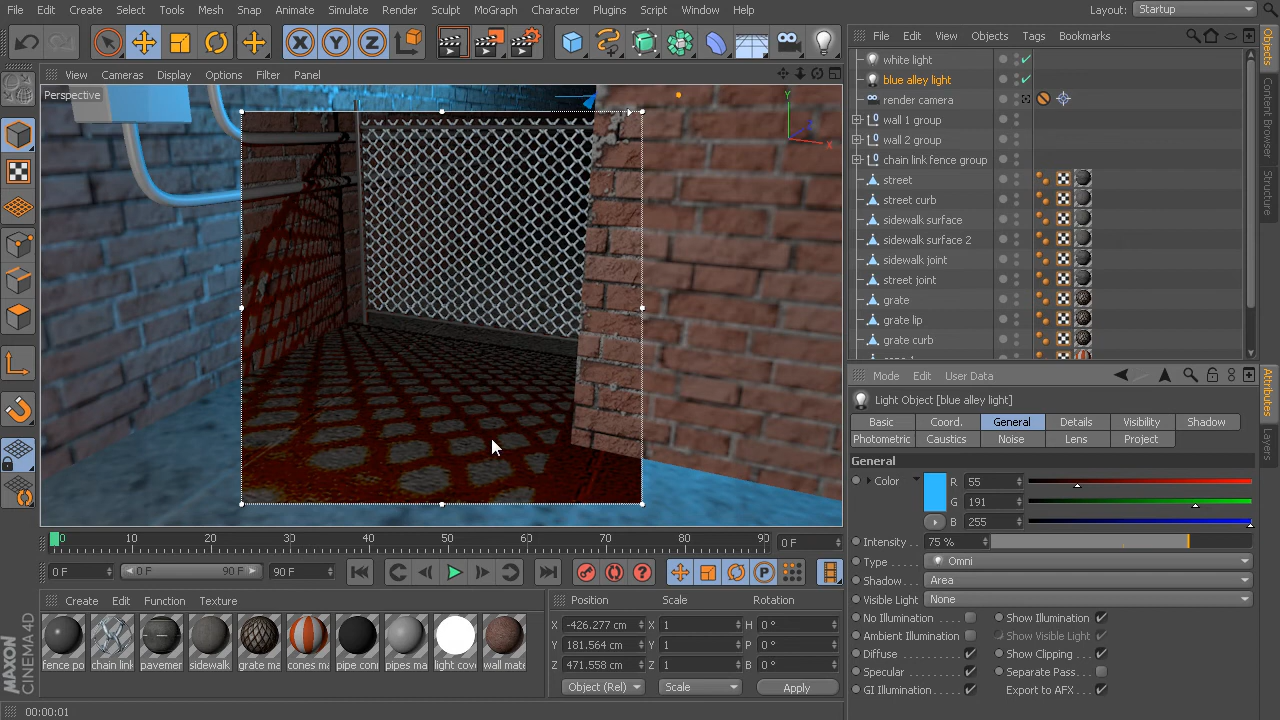 File Edit Create Select Tools Mesh Snap Animate Simulate Render Sculpt MoGraph Character Plugins Script Window Help Layout: Startup
View Cameras Display Options Filter Panel
Perspective
Y
X
File Edit View Objects Tags Bookmarks
white light
blue alley light
render camera
wall 1 group
wall 2 group
chain link fence group
street
street curb
sidewalk surface
sidewalk surface 2
sidewalk joint
street joint
grate
grate lip
grate curb
Objects
Content Browser
Structure
Mode Edit User Data
Light Object [blue alley light]
Basic Coord. General Details Visibility Shadow
Photometric Caustics Noise Lens Project
General
Color R 55
G 191
B 255
Intensity 75 %
Type Omni
Shadow Area
Visible Light None
No Illumination Show Illumination
Ambient Illumination Show Visible Light
Diffuse Show Clipping
Specular Separate Pass
GI Illumination Export to AFX
Attributes
Layers
0 10 20 30 40 50 60 70 80 90 0 F
0 F 0 F 90 F 90 F
Create Edit Function Texture
fence po chain link pavemen sidewalk grate ma cones ma pipe conn pipes ma light cove wall mate
Position Scale Rotation
X -426.277 cm X 1 H 0 °
Y 181.564 cm Y 1 P 0 °
Z 471.558 cm Z 1 B 0 °
Object (Rel) Scale Apply
MAXON
CINEMA 4D
00:00:01